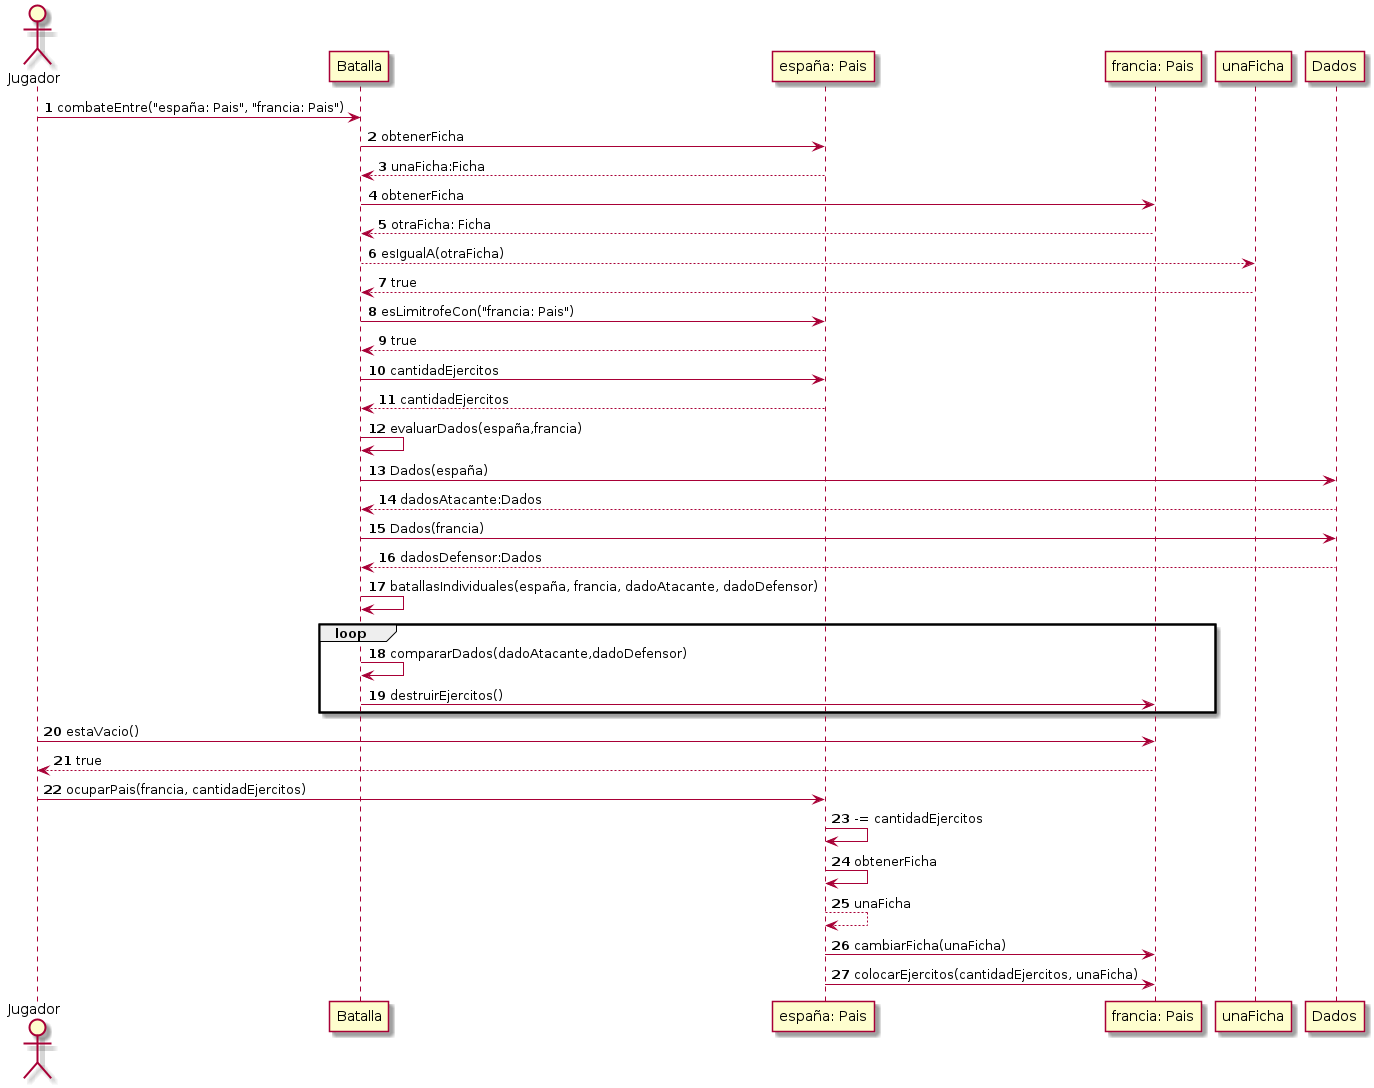 Jugador
Batalla
españa: Pais
francia: Pais
unaFicha
Dados
1 combateEntre("españa: Pais", "francia: Pais")
2 obtenerFicha
3 unaFicha:Ficha
4 obtenerFicha
5 otraFicha: Ficha
6 esIgualA(otraFicha)
7 true
8 esLimitrofeCon("francia: Pais")
9 true
10 cantidadEjercitos
11 cantidadEjercitos
12 evaluarDados(españa,francia)
13 Dados(españa)
14 dadosAtacante:Dados
15 Dados(francia)
16 dadosDefensor:Dados
17 batallasIndividuales(españa, francia, dadoAtacante, dadoDefensor)
loop
18 compararDados(dadoAtacante,dadoDefensor)
19 destruirEjercitos()
20 estaVacio()
21 true
22 ocuparPais(francia, cantidadEjercitos)
23 -= cantidadEjercitos
24 obtenerFicha
25 unaFicha
26 cambiarFicha(unaFicha)
27 colocarEjercitos(cantidadEjercitos, unaFicha)
Jugador
Batalla
españa: Pais
francia: Pais
unaFicha
Dados